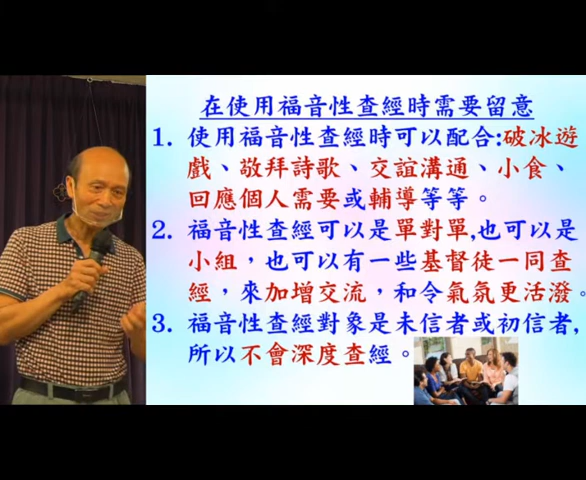 在使用福音性查經時需要留意
1. 使用福音性查經時可以配合:破冰遊
戲、敬拜詩歌、交誼溝通、小食、
回應個人需要或輔導等等。
2. 福音性查經可以是單對單,也可以是
小組，也可以有一些基督徒一同查
經，來加增交流，和令氣氛更活潑。
3. 福音性查經對象是未信者或初信者,
所以不會深度查經。